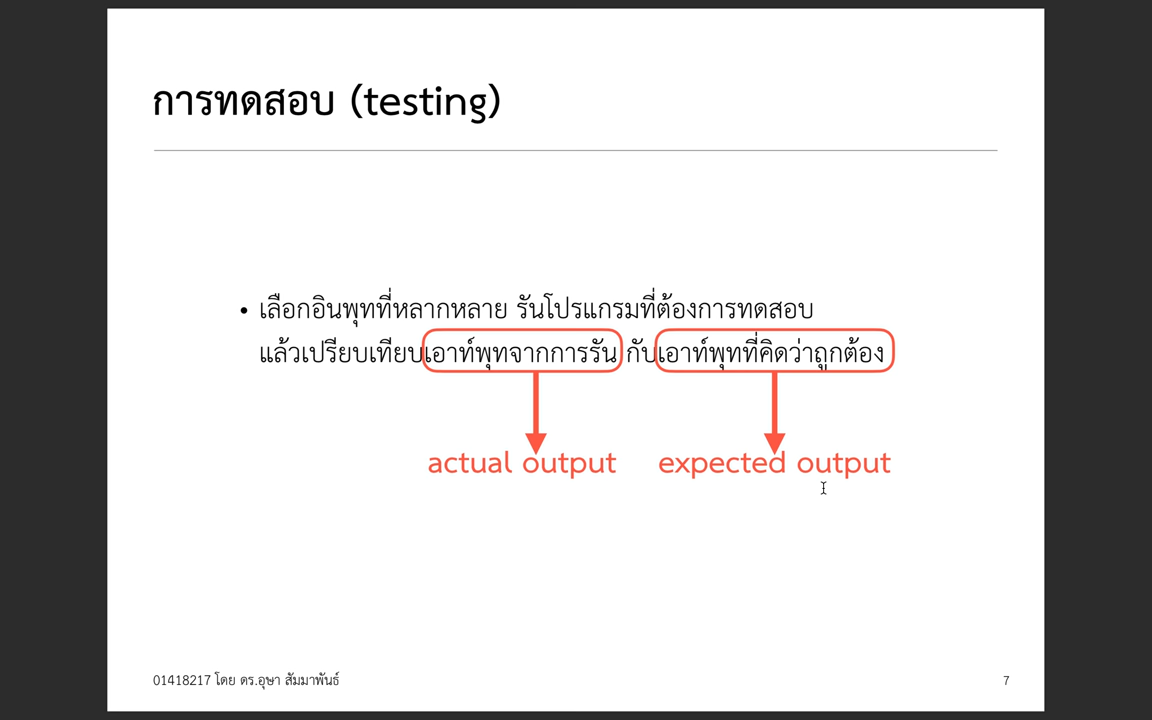 การทดสอบ (testing)
• เลือกอินพุทที่หลากหลาย รันโปรแกรมที่ต้องการทดสอบ
แล้วเปรียบเทียบเอาท์พุทจากการรัน กับเอาท์พุทที่คิดว่าถูกต้อง
actual output expected output
01418217 โดย ดร.อุษา สัมมาพันธ์ 7